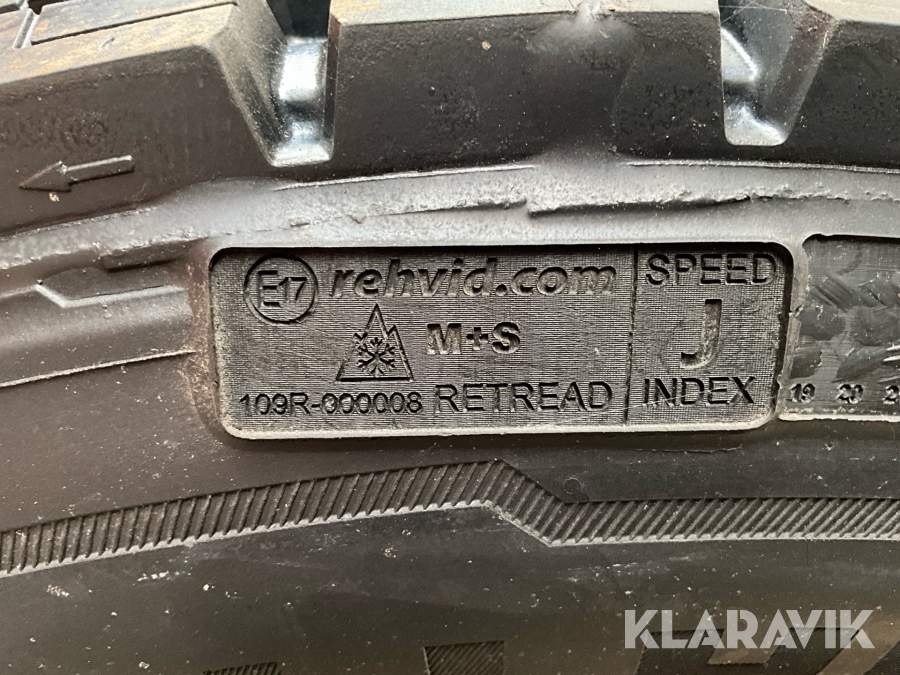 E17 rehvid.com
M+S
109R-000008 RETREAD
SPEED
J
INDEX
19 20
KLARAVIK